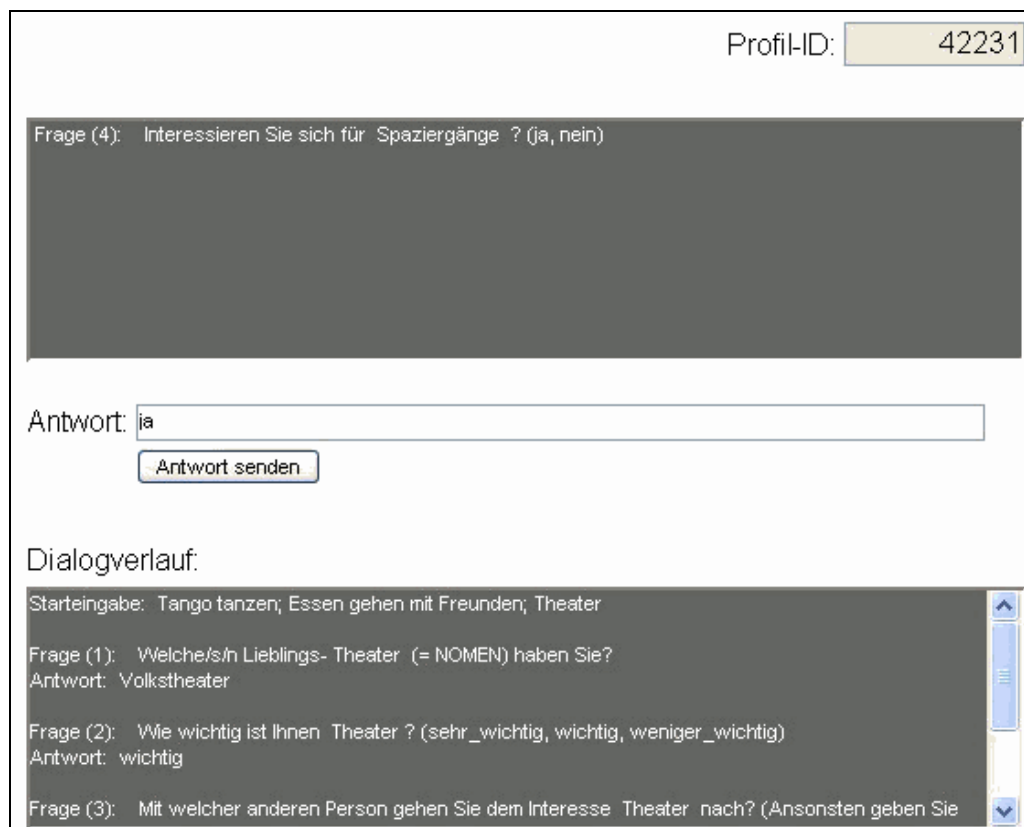 Profil-ID: 42231
Frage (4): Interessieren Sie sich für Spaziergänge ? (ja, nein)
Antwort: ja
Antwort senden
Dialogverlauf:
Starteingabe: Tango tanzen; Essen gehen mit Freunden; Theater
Frage (1): Welche/s/n Lieblings- Theater (= NOMEN) haben Sie?
Antwort: Volkstheater
Frage (2): Wie wichtig ist Ihnen Theater ? (sehr_wichtig, wichtig, weniger_wichtig)
Antwort: wichtig
Frage (3): Mit welcher anderen Person gehen Sie dem Interesse Theater nach? (Ansonsten geben Sie